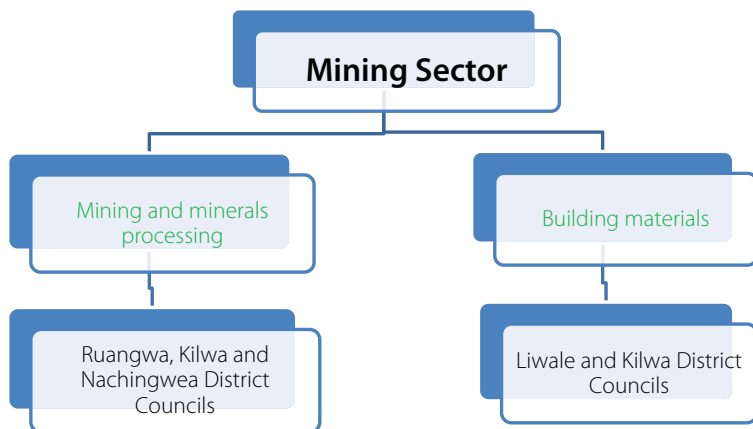 Mining Sector
Mining and minerals
processing
Building materials
Ruangwa, Kilwa and
Nachingwea District
Councils
Liwale and Kilwa District
Councils